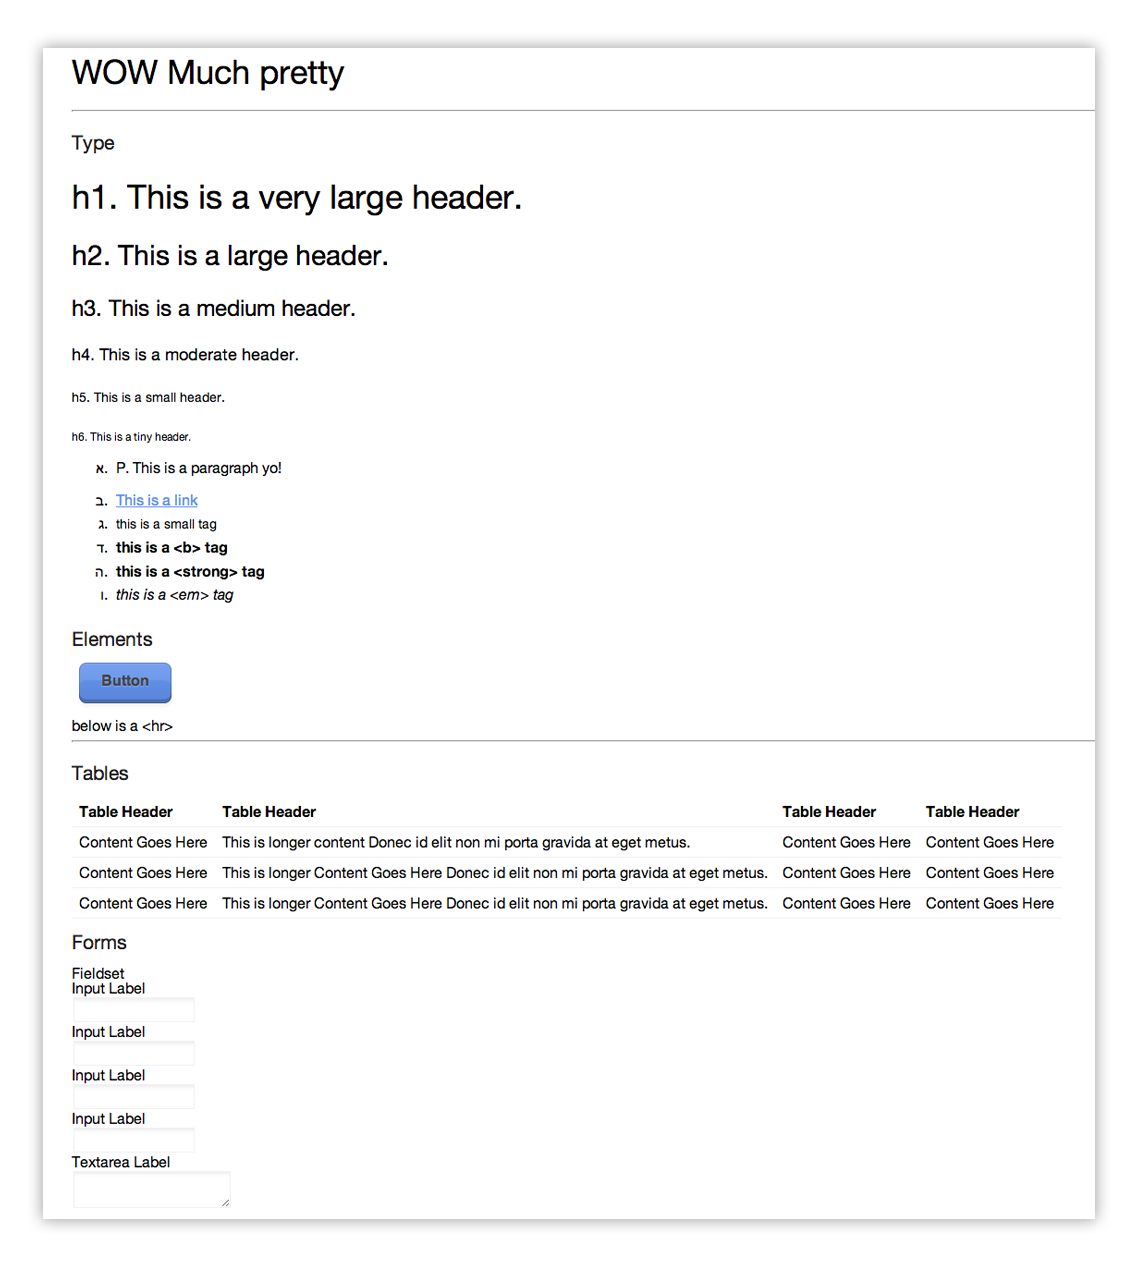 WOW Much pretty
Type
h1. This is a very large header.
h2. This is a large header.
h3. This is a medium header.
h4. This is a moderate header.
h5. This is a small header.
h6. This is a tiny header.
א. P. This is a paragraph yo!
ב. This is a link
ג. this is a small tag
ד. this is a <b> tag
ה. this is a <strong> tag
ו. this is a <em> tag
Elements
Button
below is a <hr>
Tables
Table Header Table Header Table Header Table Header
Content Goes Here This is longer content Donec id elit non mi porta gravida at eget metus. Content Goes Here Content Goes Here
Content Goes Here This is longer Content Goes Here Donec id elit non mi porta gravida at eget metus. Content Goes Here Content Goes Here
Content Goes Here This is longer Content Goes Here Donec id elit non mi porta gravida at eget metus. Content Goes Here Content Goes Here
Forms
Fieldset
Input Label
Input Label
Input Label
Input Label
Textarea Label